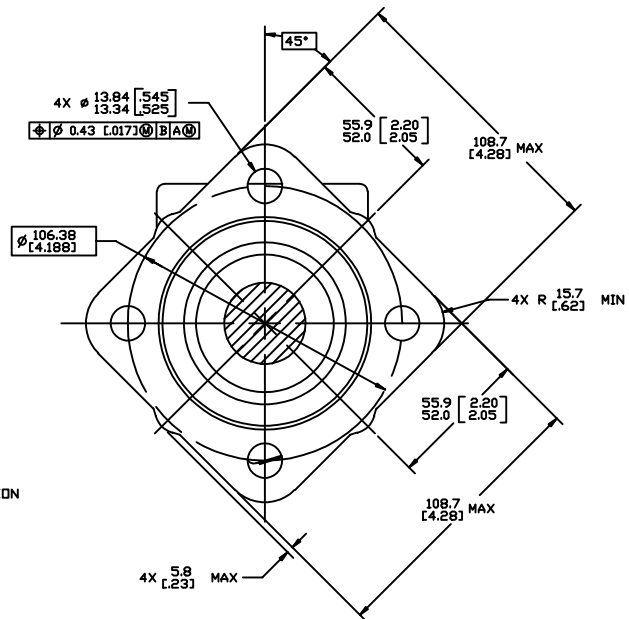 45°
4X ⌀ 13.84 [.545]
13.34 [.525]
⌖ ⌀ 0.43 [.017] Ⓜ B A Ⓜ
55.9 [2.20]
52.0 [2.05]
108.7 MAX
[4.28]
⌀ 106.38
[4.188]
4X R 15.7 MIN
[.62]
55.9 [2.20]
52.0 [2.05]
108.7 MAX
[4.28]
4X 5.8 MAX
[.23]